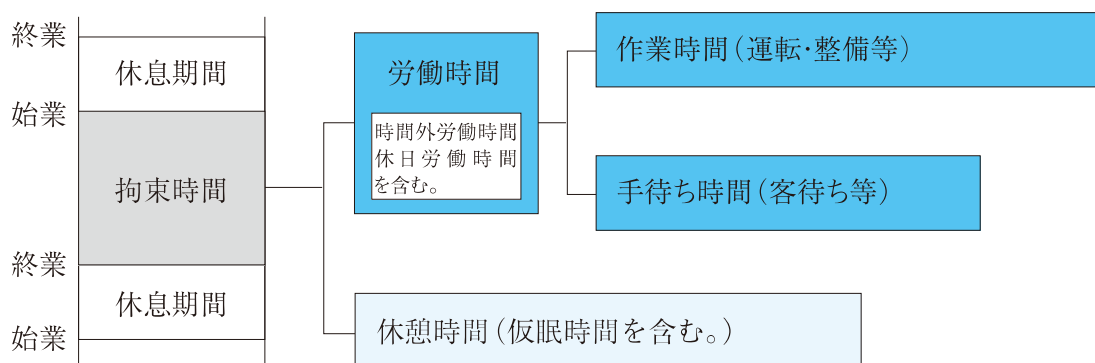 終業
休息期間
始業
拘束時間
終業
休息期間
始業
労働時間
時間外労働時間
休日労働時間
を含む。
作業時間（運転・整備等）
手待ち時間（客待ち等）
休憩時間（仮眠時間を含む。）